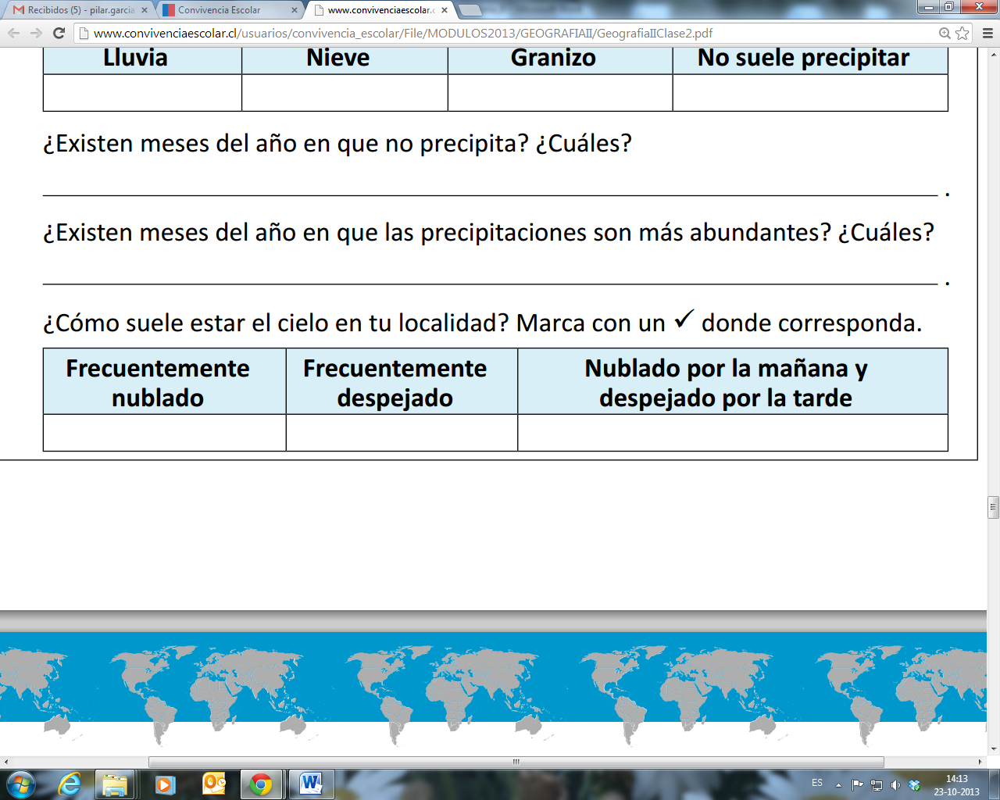 Recibidos (5) - pilar.garcia
Convivencia Escolar
www.convivenciaescolar.c
www.convivenciaescolar.cl/usuarios/convivencia_escolar/File/MODULOS2013/GEOGRAFIAII/GeografiaIIClase2.pdf
Lluvia Nieve Granizo No suele precipitar
¿Existen meses del año en que no precipita? ¿Cuáles?
.
¿Existen meses del año en que las precipitaciones son más abundantes? ¿Cuáles?
.
¿Cómo suele estar el cielo en tu localidad? Marca con un ✓ donde corresponda.
Frecuentemente Frecuentemente Nublado por la mañana y
nublado despejado despejado por la tarde
ES
14:13
23-10-2013